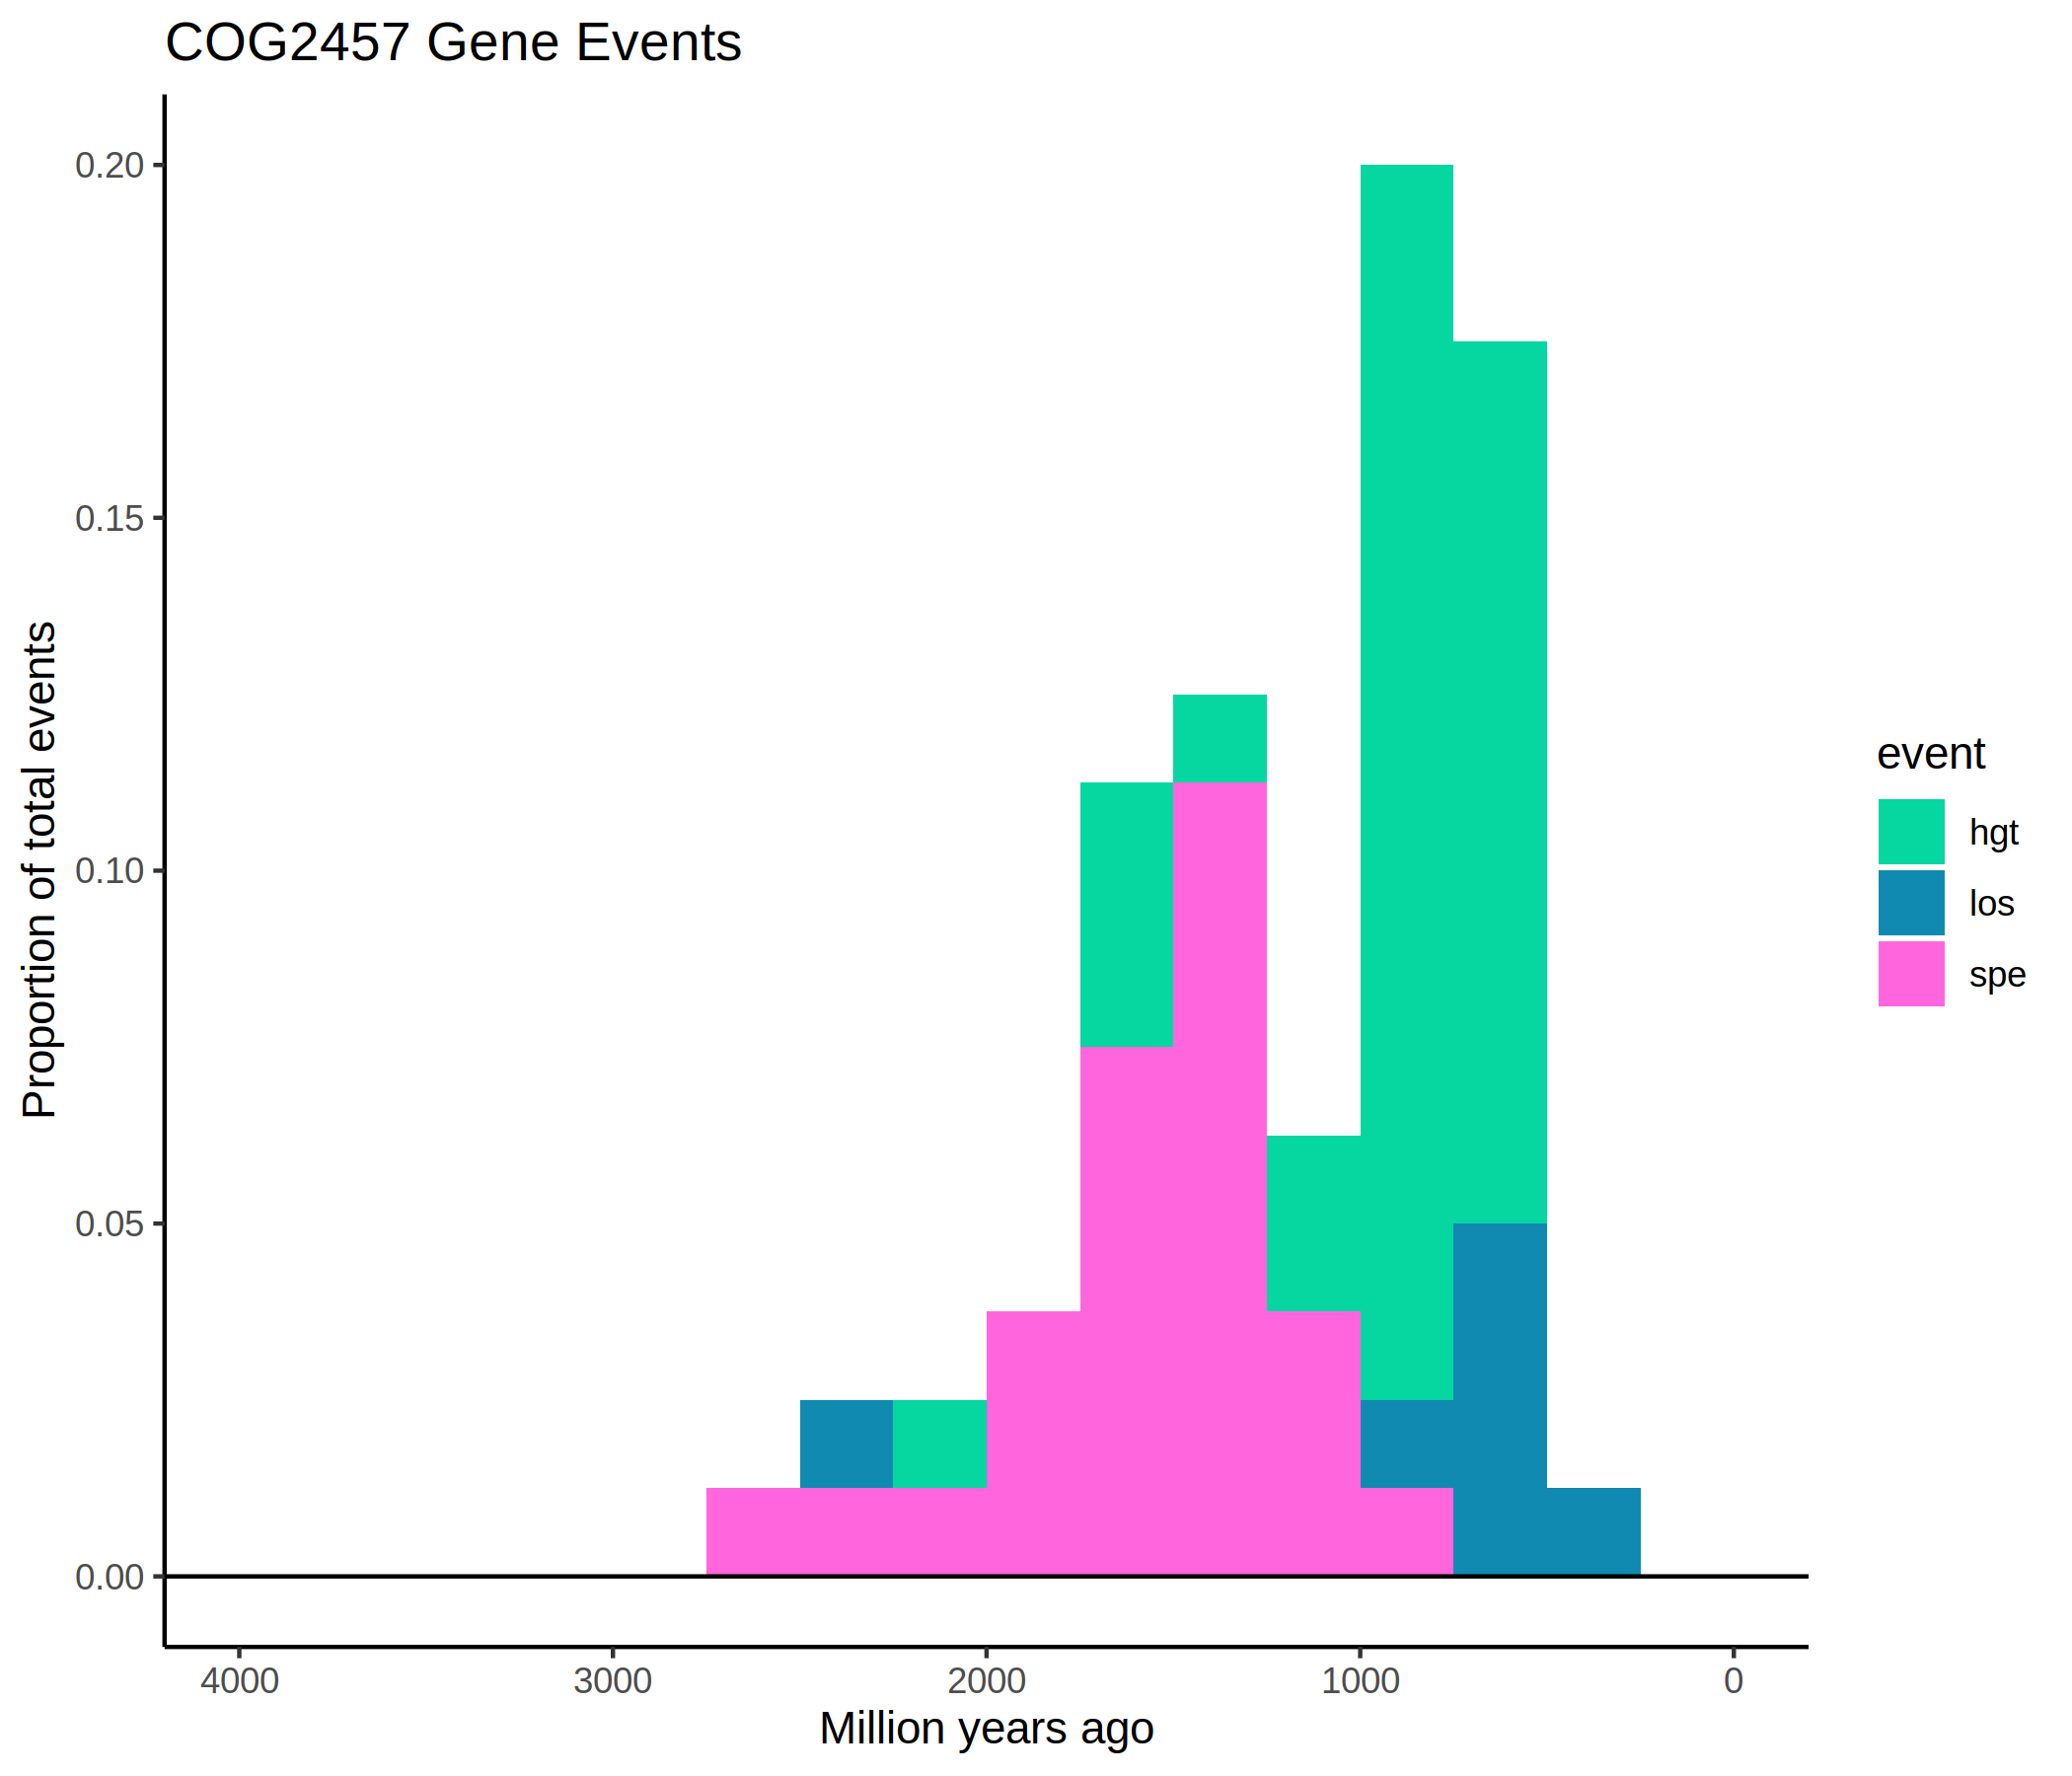 COG2457 Gene Events
Proportion of total events
0.20
0.15
0.10
0.05
0.00
4000 3000 2000 1000 0
Million years ago
event
hgt
los
spe